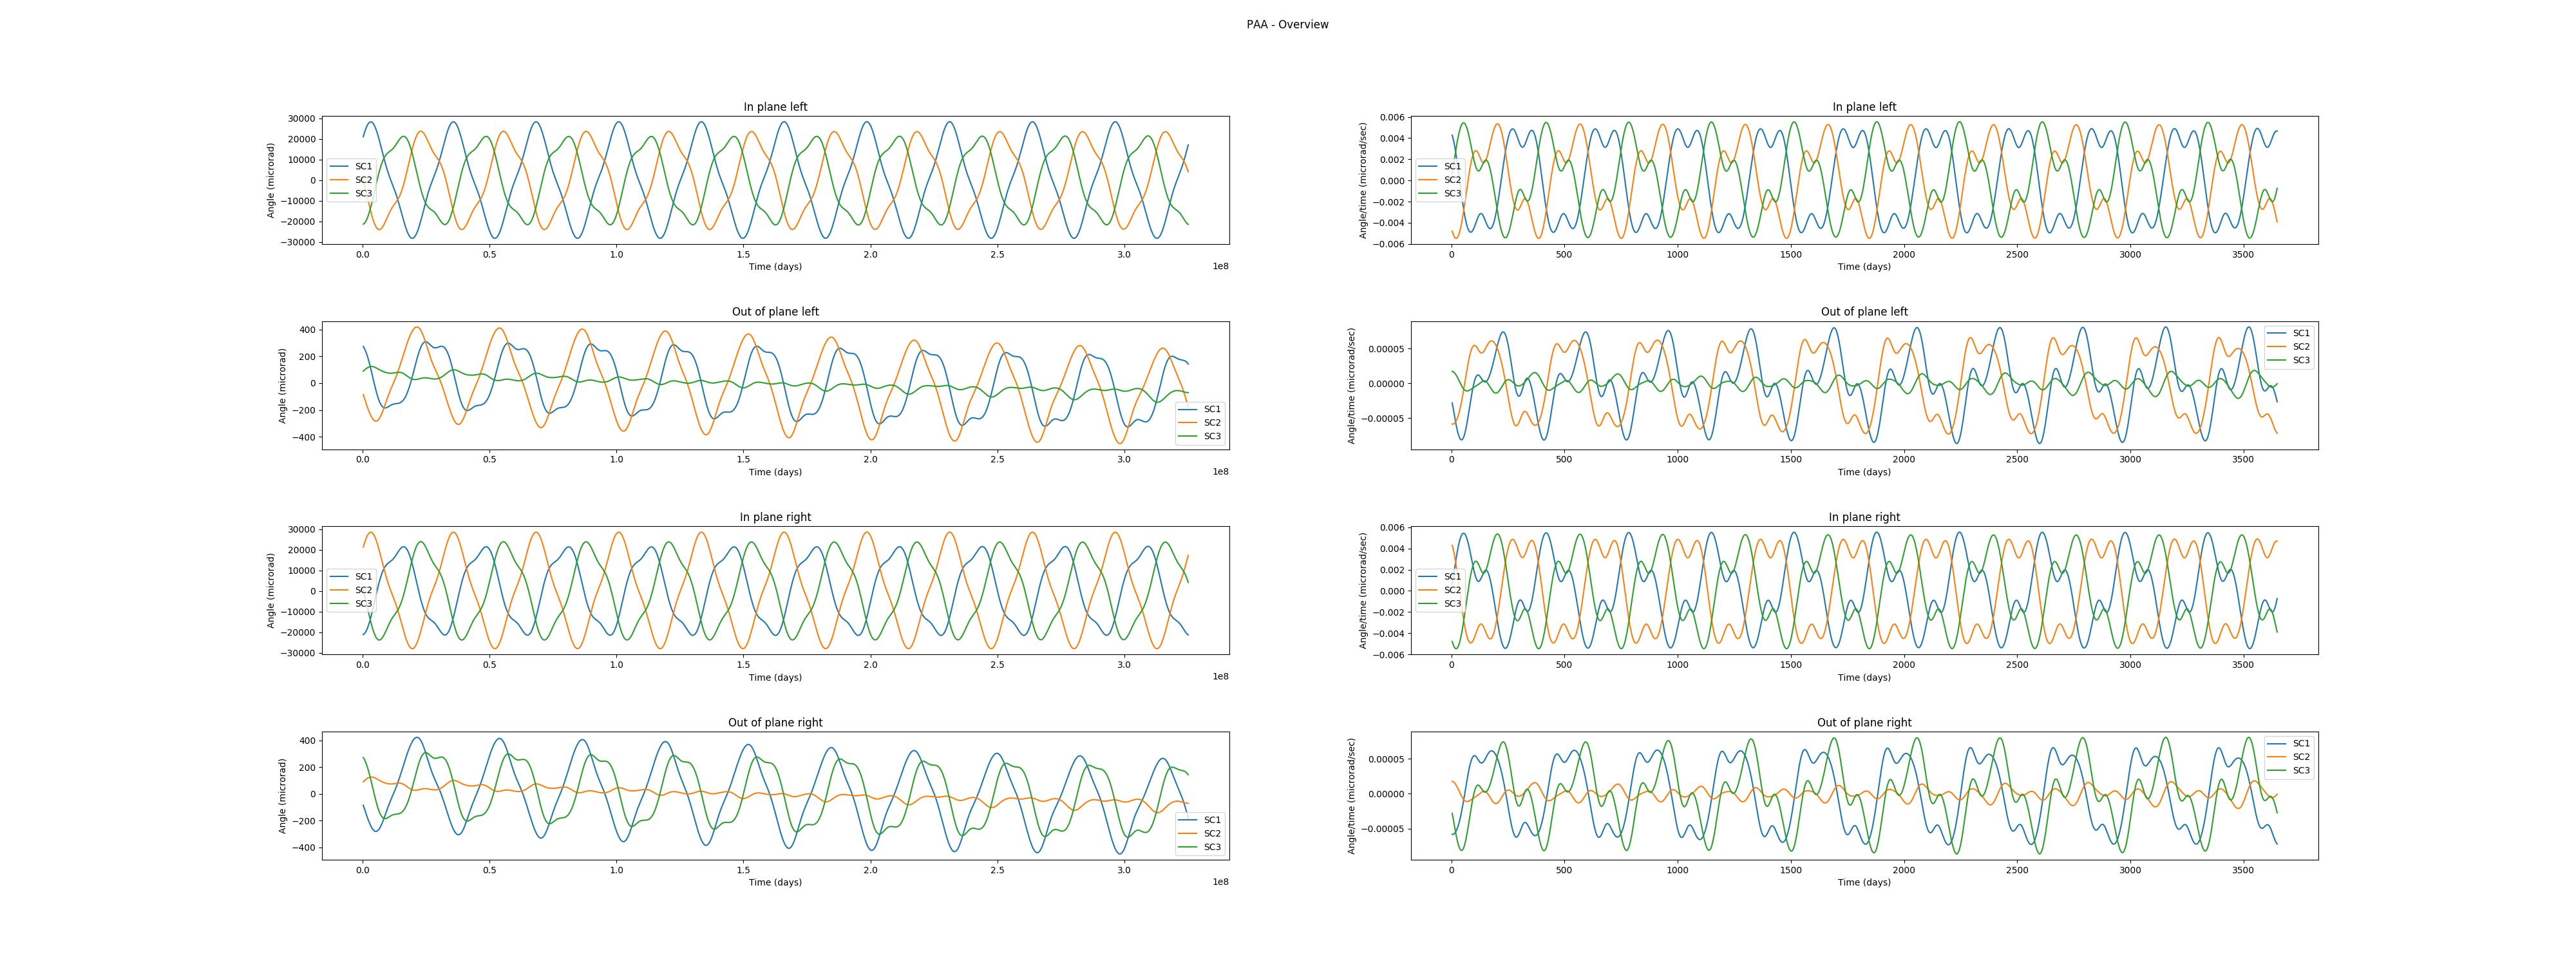 PAA - Overview
In plane left
Angle (microrad)
30000
20000
10000
0
−10000
−20000
−30000
SC1
SC2
SC3
0.0 0.5 1.0 1.5 2.0 2.5 3.0
1e8
Time (days)
In plane left
Angle/time (microrad/sec)
0.006
0.004
0.002
0.000
−0.002
−0.004
−0.006
SC1
SC2
SC3
0 500 1000 1500 2000 2500 3000 3500
Time (days)
Out of plane left
Angle (microrad)
400
200
0
−200
−400
SC1
SC2
SC3
0.0 0.5 1.0 1.5 2.0 2.5 3.0
1e8
Time (days)
Out of plane left
Angle/time (microrad/sec)
0.00005
0.00000
−0.00005
SC1
SC2
SC3
0 500 1000 1500 2000 2500 3000 3500
Time (days)
In plane right
Angle (microrad)
30000
20000
10000
0
−10000
−20000
−30000
SC1
SC2
SC3
0.0 0.5 1.0 1.5 2.0 2.5 3.0
1e8
Time (days)
In plane right
Angle/time (microrad/sec)
0.006
0.004
0.002
0.000
−0.002
−0.004
−0.006
SC1
SC2
SC3
0 500 1000 1500 2000 2500 3000 3500
Time (days)
Out of plane right
Angle (microrad)
400
200
0
−200
−400
SC1
SC2
SC3
0.0 0.5 1.0 1.5 2.0 2.5 3.0
1e8
Time (days)
Out of plane right
Angle/time (microrad/sec)
0.00005
0.00000
−0.00005
SC1
SC2
SC3
0 500 1000 1500 2000 2500 3000 3500
Time (days)